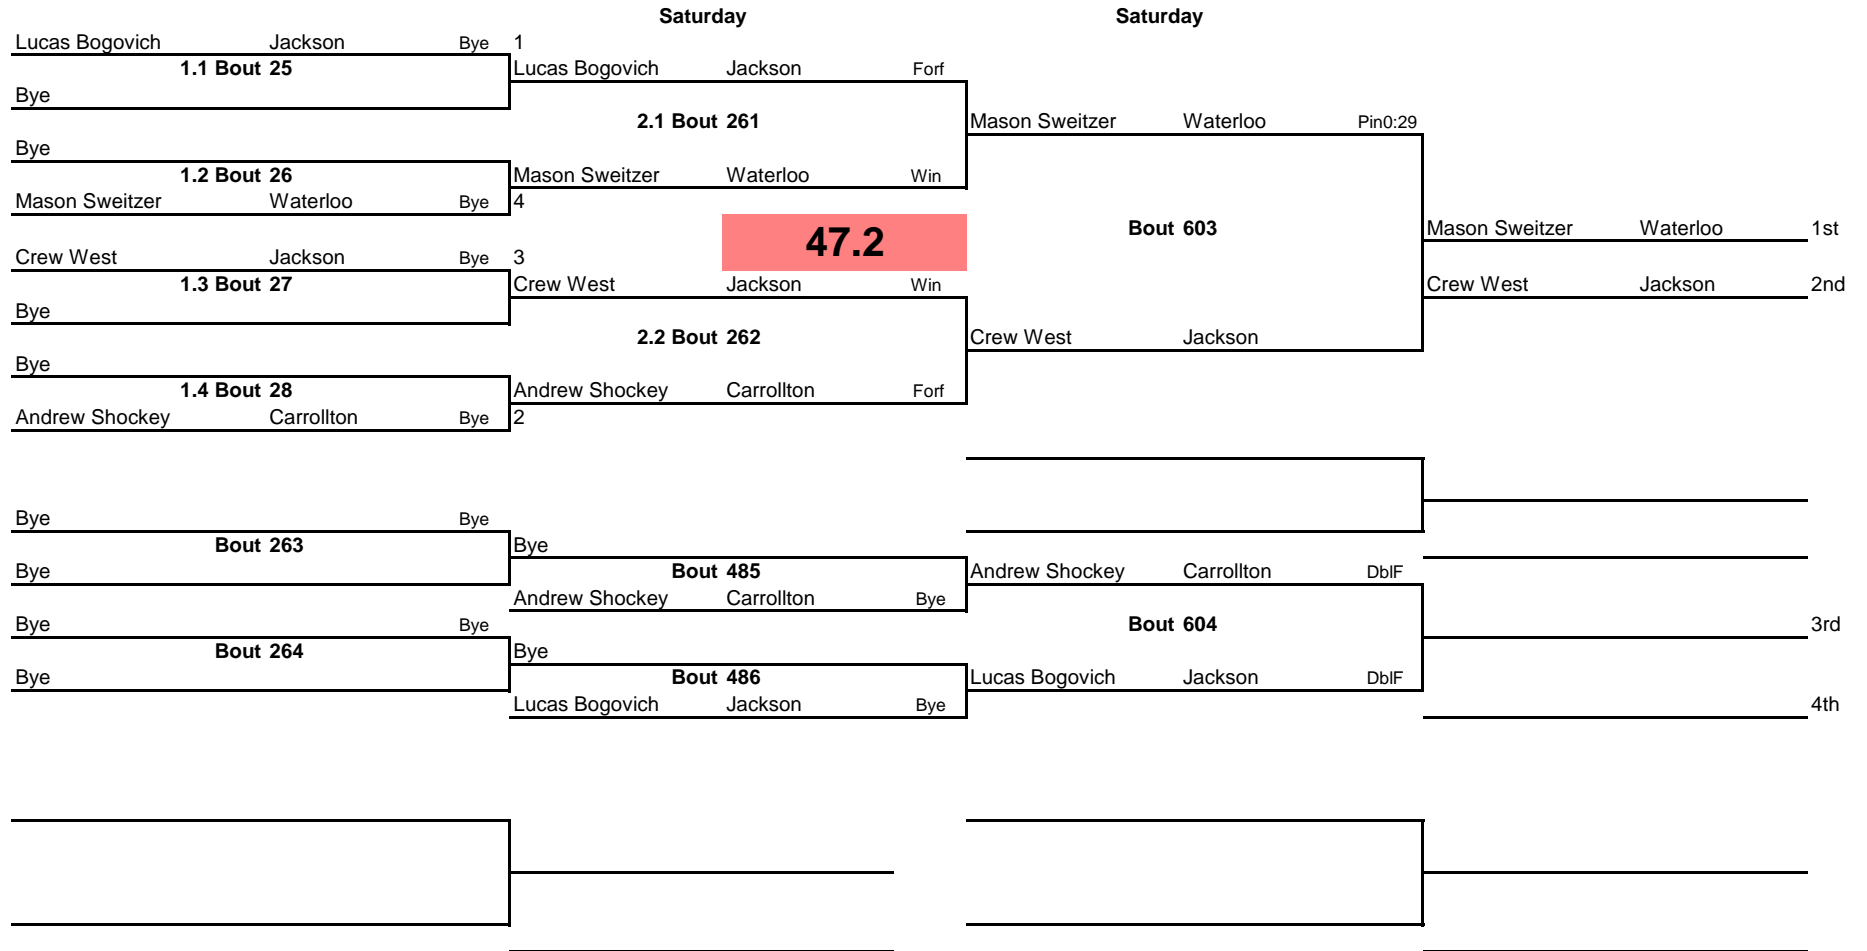 Saturday Saturday
Lucas Bogovich Jackson Bye 1
1.1 Bout 25 Lucas Bogovich Jackson Forf
Bye
2.1 Bout 261 Mason Sweitzer Waterloo Pin0:29
Bye
1.2 Bout 26 Mason Sweitzer Waterloo Win
Mason Sweitzer Waterloo Bye 4
47.2 Bout 603 Mason Sweitzer Waterloo 1st
Crew West Jackson Bye 3
1.3 Bout 27 Crew West Jackson Win Crew West Jackson 2nd
Bye
2.2 Bout 262 Crew West Jackson
Bye
1.4 Bout 28 Andrew Shockey Carrollton Forf
Andrew Shockey Carrollton Bye 2
Bye Bye
Bout 263 Bye
Bye Bout 485 Andrew Shockey Carrollton DblF
Andrew Shockey Carrollton Bye
Bye Bye Bout 604 3rd
Bout 264 Bye
Bye Bout 486 Lucas Bogovich Jackson DblF
Lucas Bogovich Jackson Bye 4th